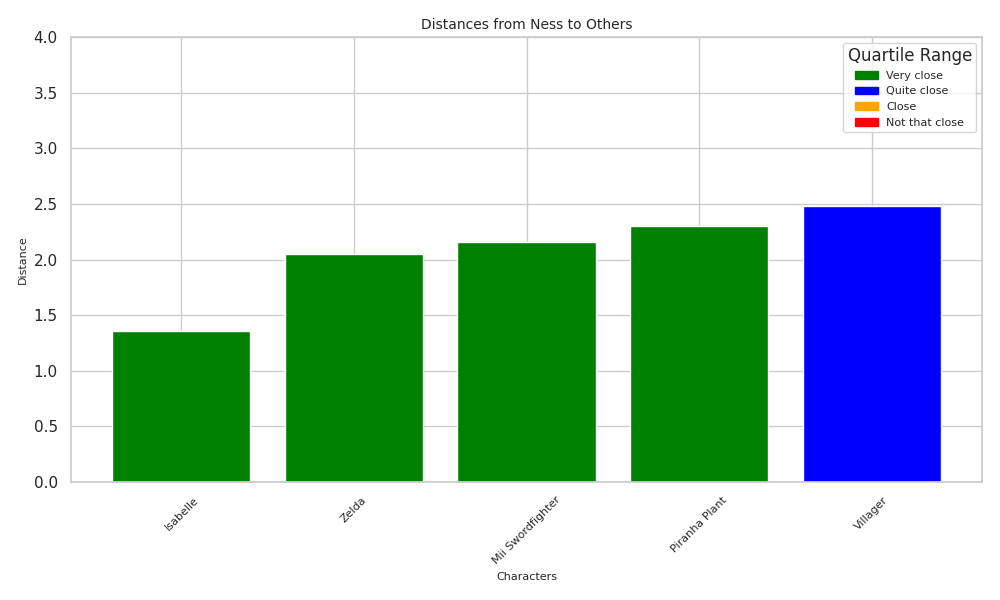 Distances from Ness to Others
4.0
3.5
3.0
2.5
2.0
1.5
1.0
0.5
0.0
Distance
Quartile Range
Very close
Quite close
Close
Not that close
Isabelle
Zelda
Mii Swordfighter
Piranha Plant
Villager
Characters